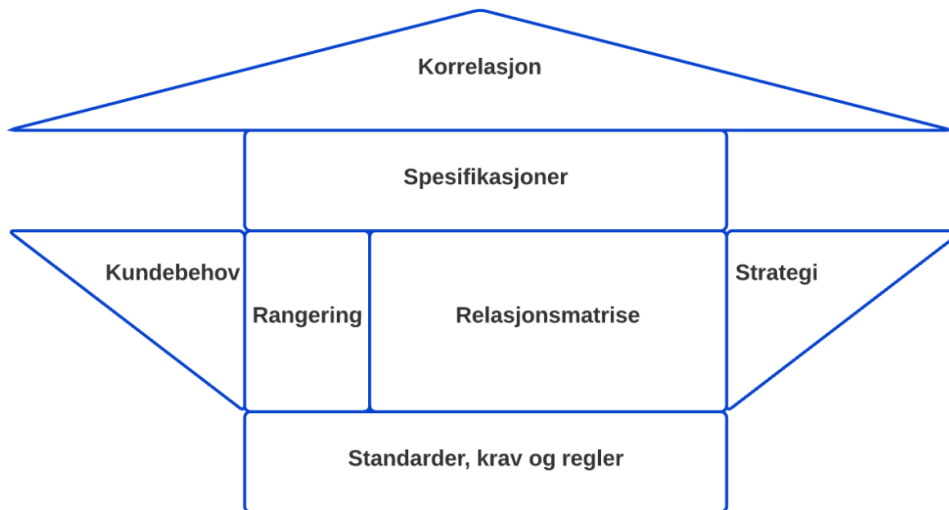 Korrelasjon
Spesifikasjoner
Kundebehov
Rangering
Relasjonsmatrise
Strategi
Standarder, krav og regler